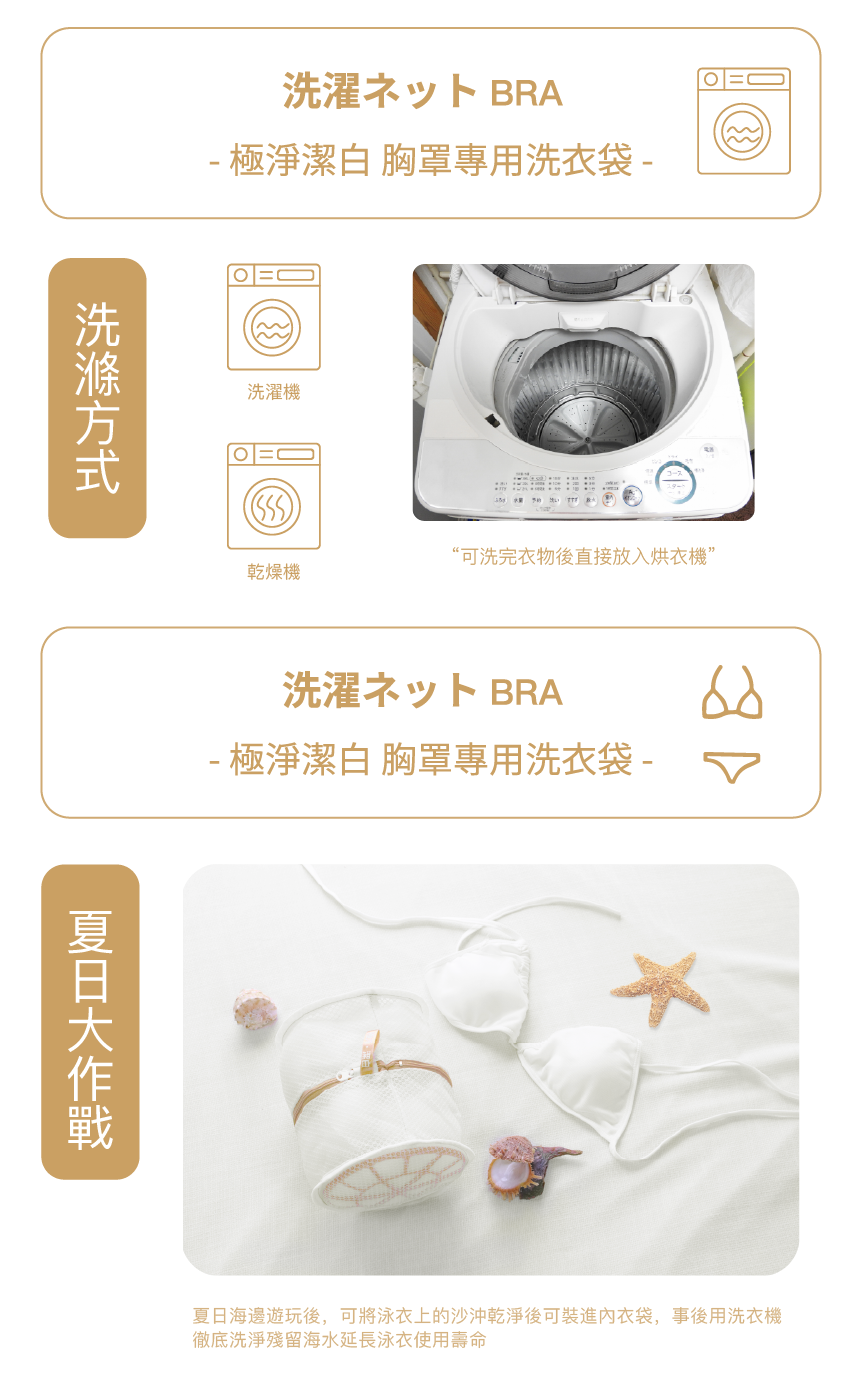 洗濯ネット BRA
- 極淨潔白 胸罩專用洗衣袋 -
洗滌方式
洗濯機
乾燥機
“可洗完衣物後直接放入烘衣機”
洗濯ネット BRA
- 極淨潔白 胸罩專用洗衣袋 -
夏日大作戰
夏日海邊遊玩後，可將泳衣上的沙沖乾淨後可裝進內衣袋，事後用洗衣機
徹底洗淨殘留海水延長泳衣使用壽命